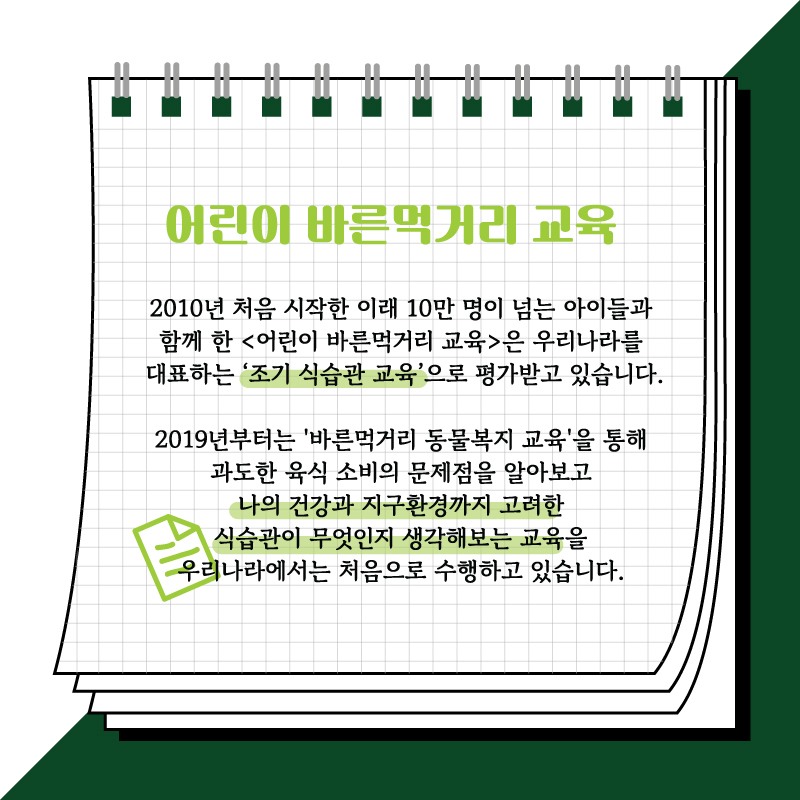 어린이 바른먹거리 교육
2010년 처음 시작한 이래 10만 명이 넘는 아이들과
함께 한 <어린이 바른먹거리 교육>은 우리나라를
대표하는 ‘조기 식습관 교육’으로 평가받고 있습니다.
2019년부터는 '바른먹거리 동물복지 교육'을 통해
과도한 육식 소비의 문제점을 알아보고
나의 건강과 지구환경까지 고려한
식습관이 무엇인지 생각해보는 교육을
우리나라에서는 처음으로 수행하고 있습니다.